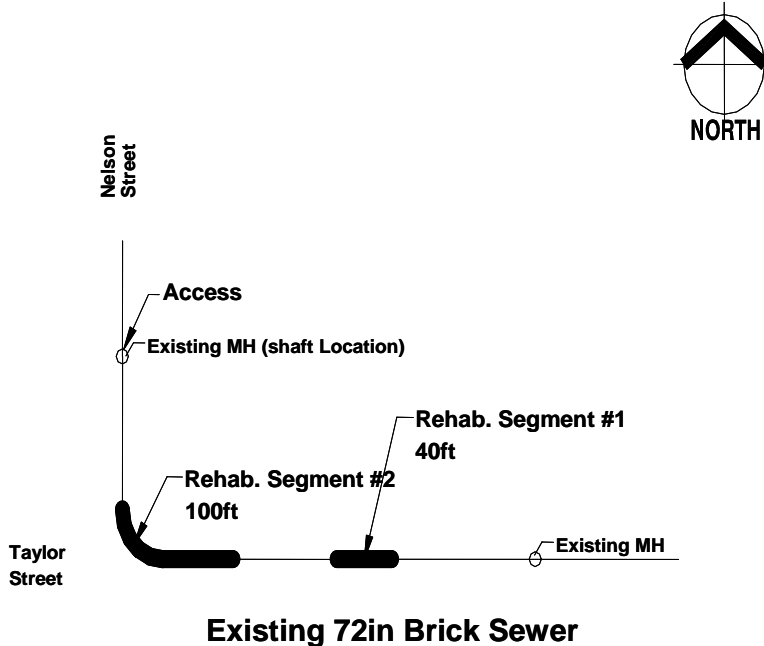 NORTH
Nelson
Street
Access
Existing MH (shaft Location)
Rehab. Segment #1
40ft
Rehab. Segment #2
100ft
Taylor
Street
Existing MH
Existing 72in Brick Sewer